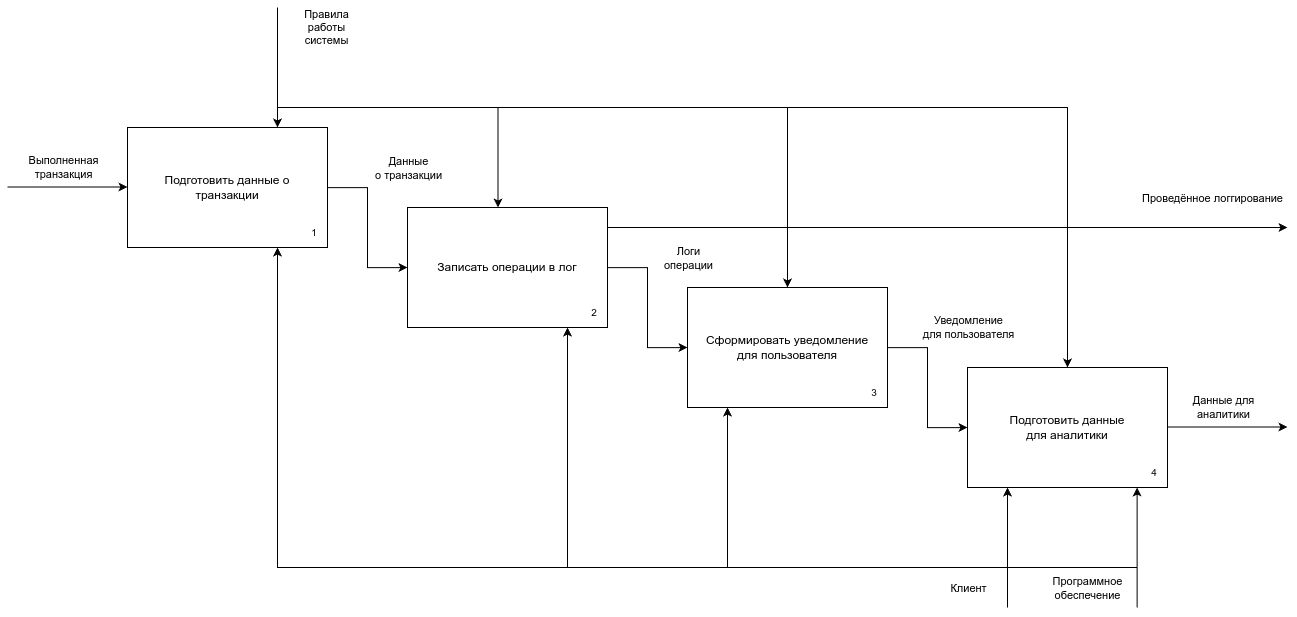 Правила
работы
системы
Выполненная
транзакция
Подготовить данные о
транзакции
1
Данные
о транзакции
Записать операции в лог
2
Проведённое логгирование
Логи
операции
Сформировать уведомление
для пользователя
3
Уведомление
для пользователя
Подготовить данные
для аналитики
4
Данные для
аналитики
Клиент
Программное
обеспечение